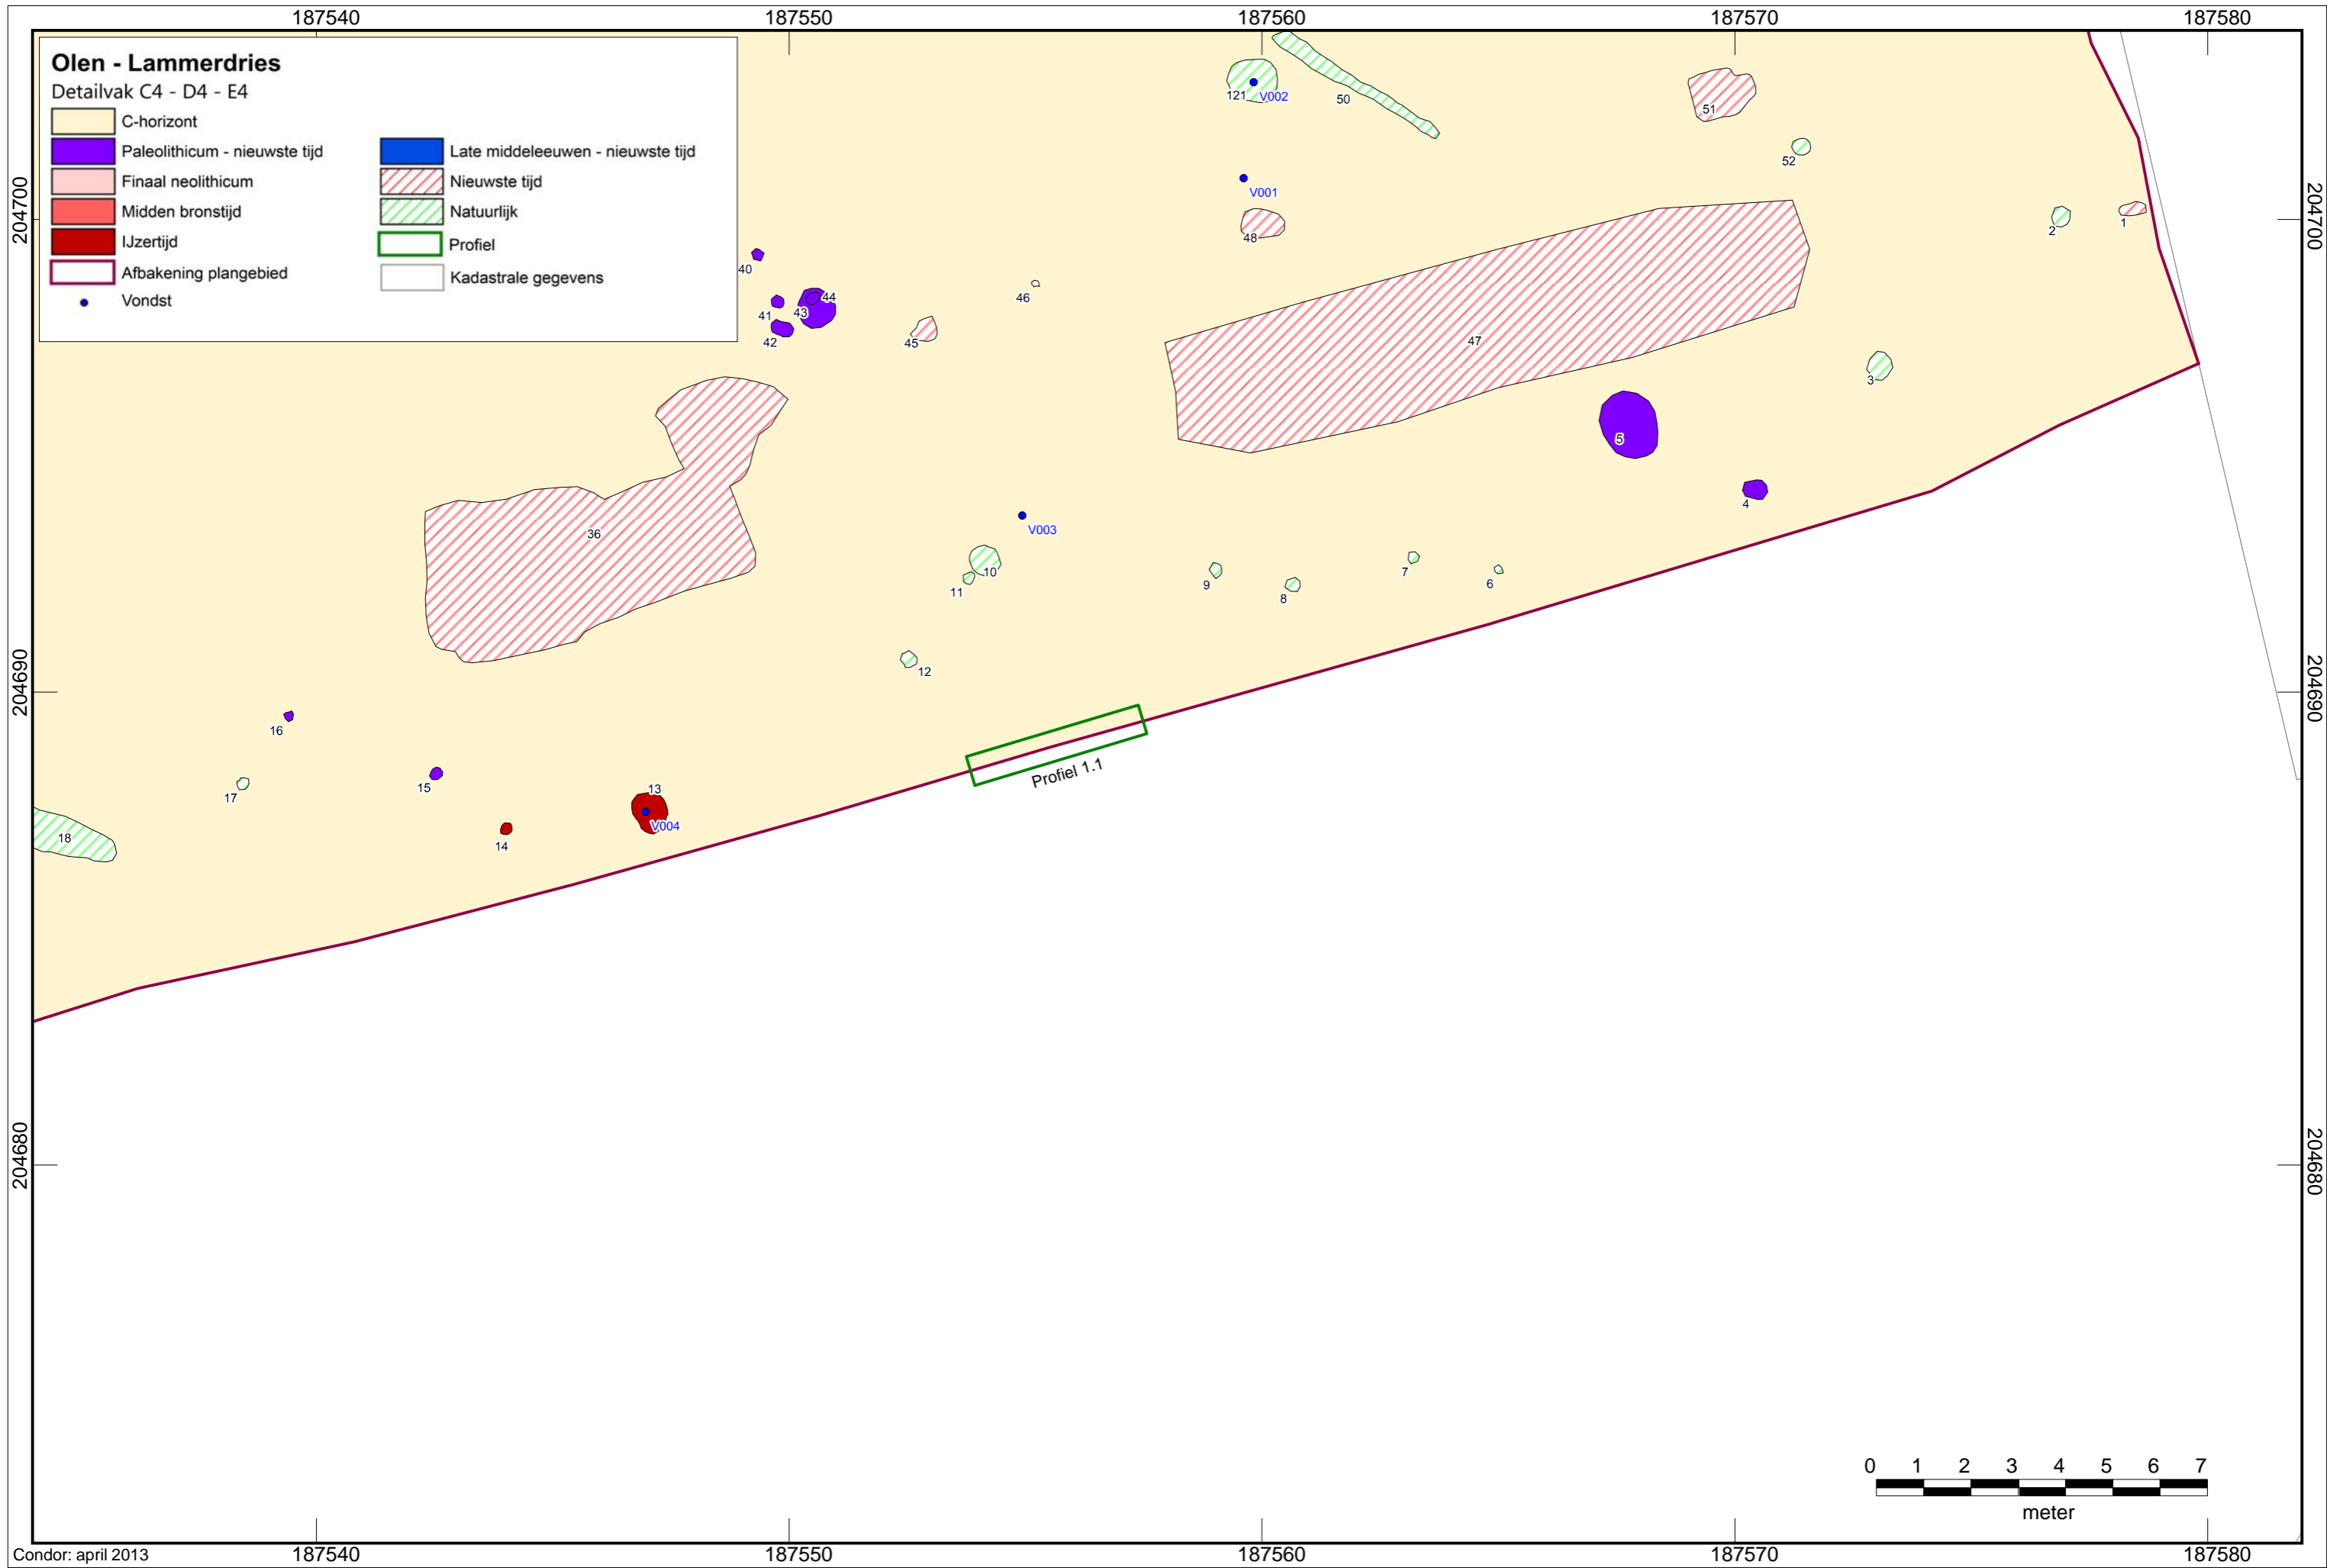 187540 187550 187560 187570 187580
Olen - Lammerdries
Detailvak C4 - D4 - E4
C-horizont
Paleolithicum - nieuwste tijd
Finaal neolithicum
Midden bronstijd
IJzertijd
Afbakening plangebied
Vondst
Late middeleeuwen - nieuwste tijd
Nieuwste tijd
Natuurlijk
Profiel
Kadastrale gegevens
121 V002
50
51
52
V001
204700
204700
48
2
1
40
46
44
41
43
42
45
47
3
5
4
36
V003
10
11
9
8
7
6
12
204690
204690
16
15
17
13
Profiel 1.1
V004
18
14
204680
204680
0 1 2 3 4 5 6 7
meter
Condor: april 2013
187540 187550 187560 187570 187580